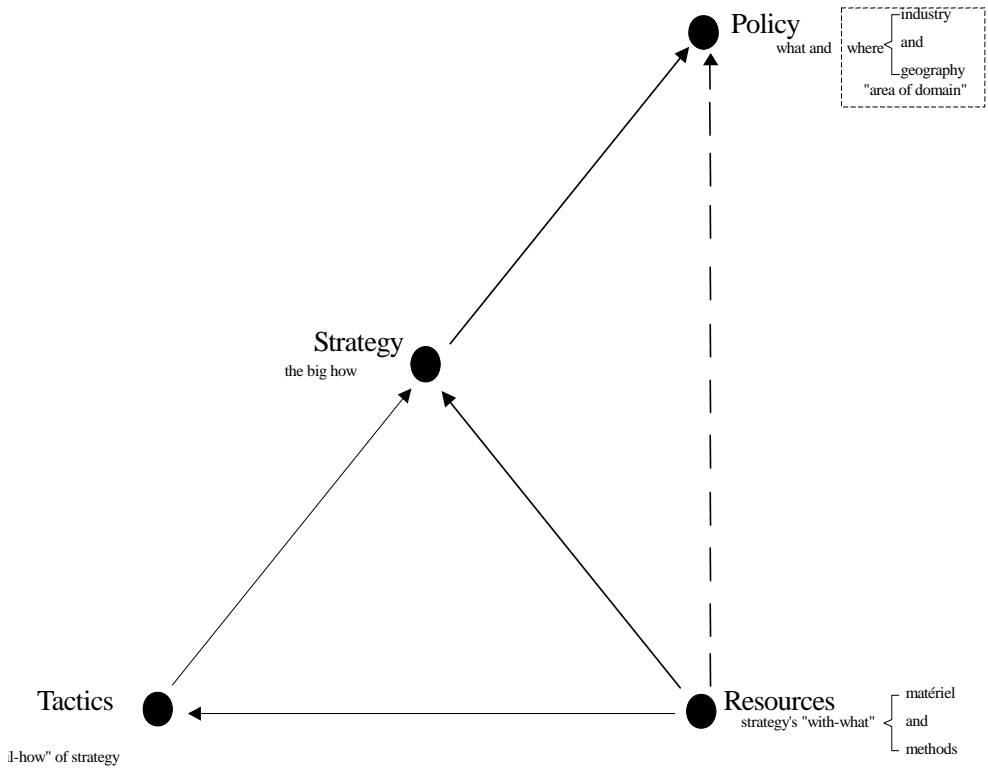 Policy
industry
what and where
and
geography
"area of domain"
Strategy
the big how
Tactics
Resources
matériel
strategy's "with-what"
and
methods
l-how" of strategy